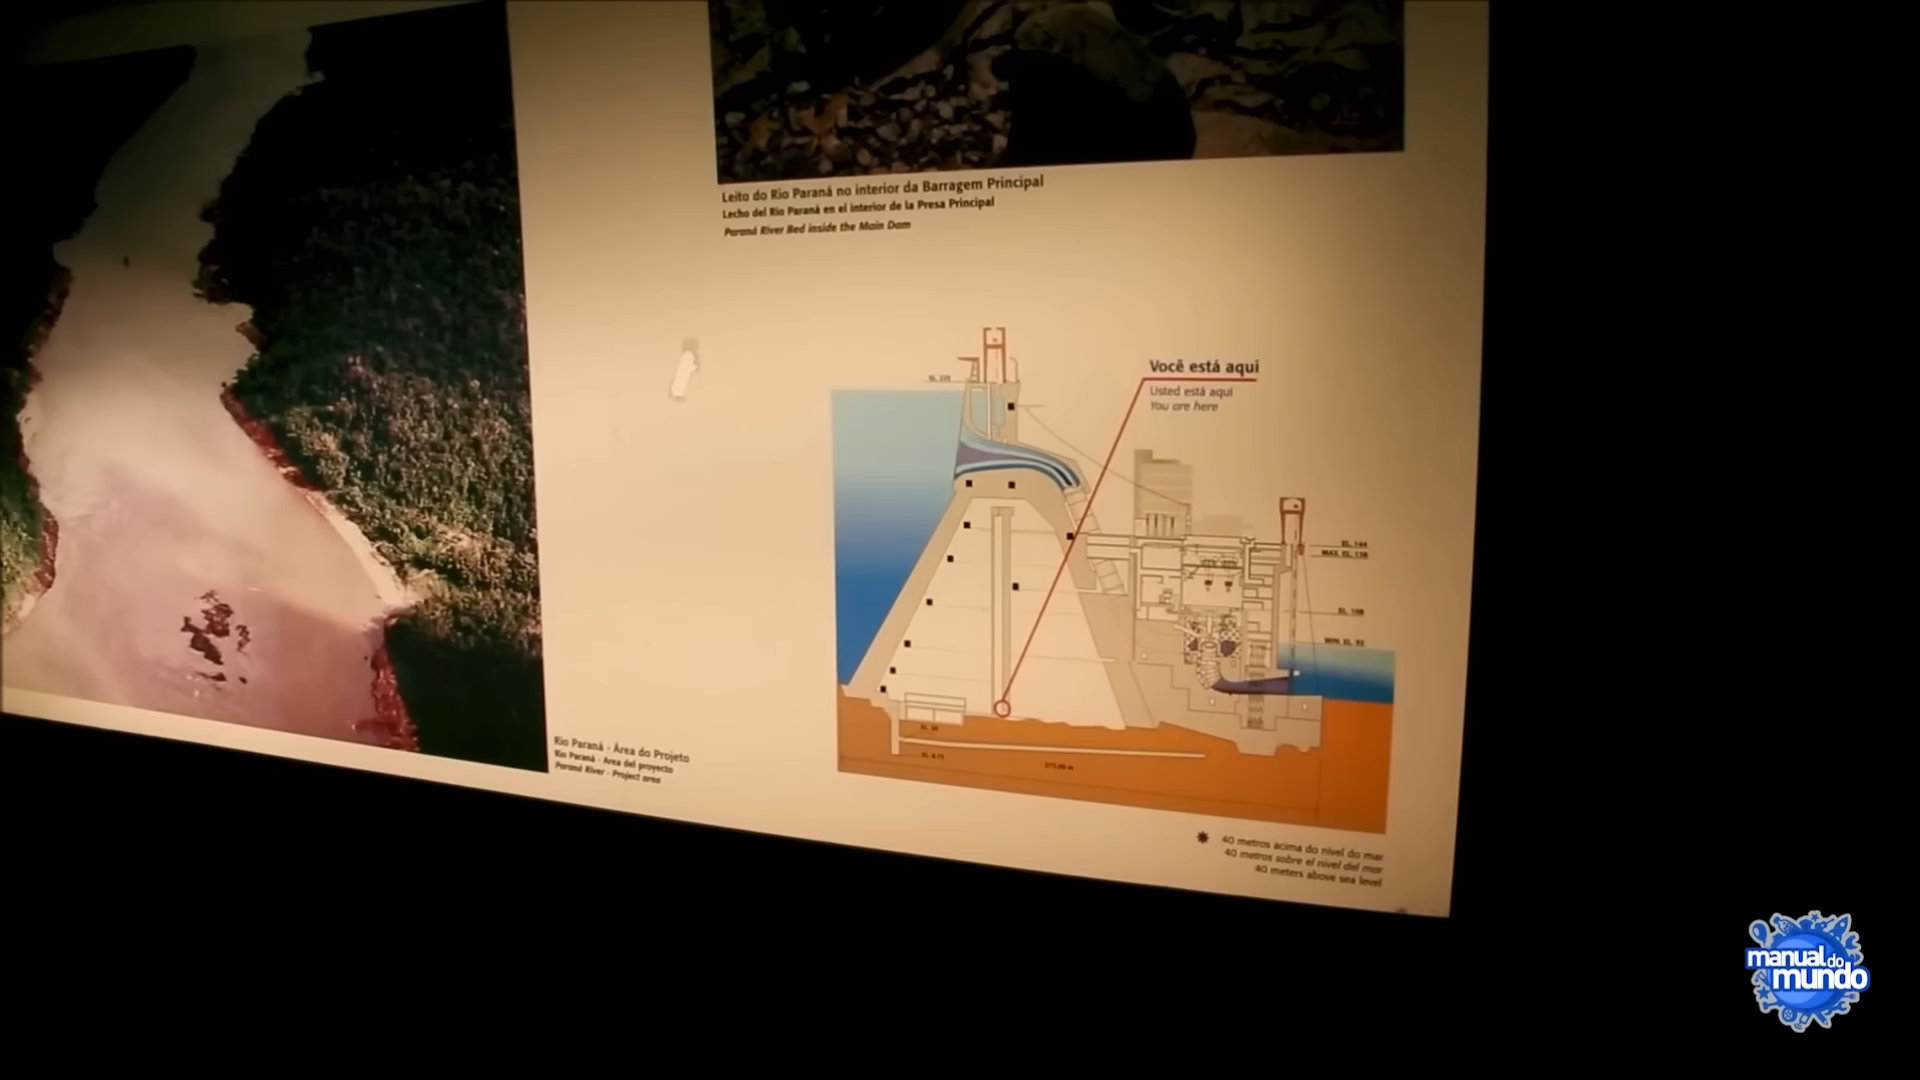 Leito do Rio Paraná no interior da Barragem Principal
Lecho del Rio Paraná en el interior de la Presa Principal
Paraná River Bed inside the Main Dam
Você está aqui
Usted está aquí
You are here
EL. 144
EL. 108
MIN. EL. 92
Rio Paraná - Área do Projeto
Rio Paraná - Area del proyecto
Paraná River - Project area
40 metros acima do nível do mar
40 metros sobre el nivel del mar
40 meters above sea level
manual do
mundo